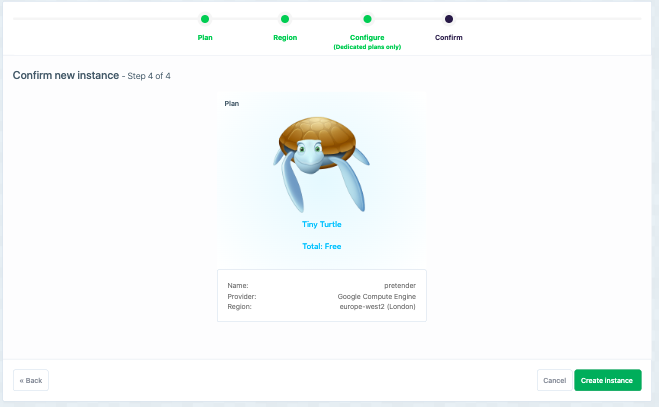 Plan
Region
Configure
(Dedicated plans only)
Confirm
Confirm new instance - Step 4 of 4
Plan
Tiny Turtle
Total: Free
Name: pretender
Provider: Google Compute Engine
Region: europe-west2 (London)
« Back
Cancel
Create instance